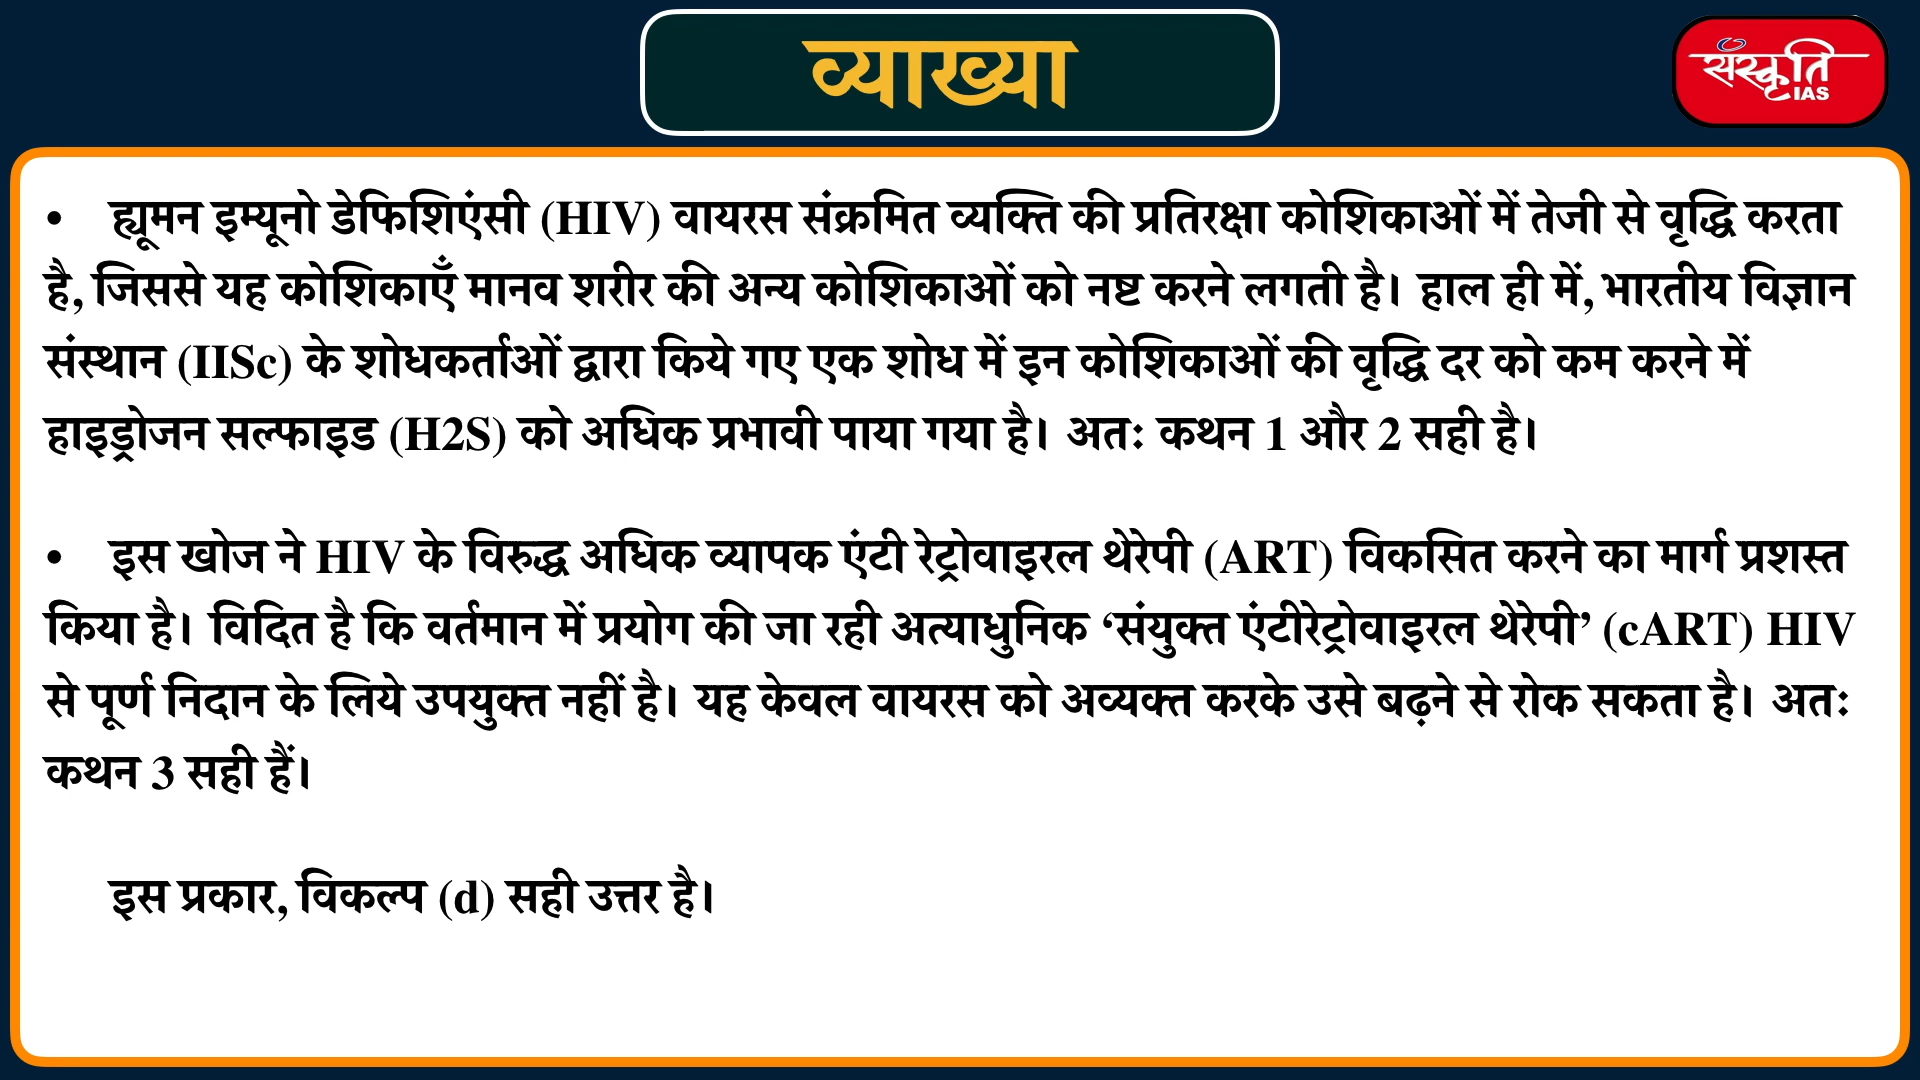 व्याख्या
संस्कृति
IAS
• ह्यूमन इम्यूनो डेफिशिएंसी (HIV) वायरस संक्रमित व्यक्ति की प्रतिरक्षा कोशिकाओं में तेजी से वृद्धि करता
है, जिससे यह कोशिकाएँ मानव शरीर की अन्य कोशिकाओं को नष्ट करने लगती है। हाल ही में, भारतीय विज्ञान
संस्थान (IISc) के शोधकर्ताओं द्वारा किये गए एक शोध में इन कोशिकाओं की वृद्धि दर को कम करने में
हाइड्रोजन सल्फाइड (H2S) को अधिक प्रभावी पाया गया है। अतः कथन 1 और 2 सही है।
• इस खोज ने HIV के विरुद्ध अधिक व्यापक एंटी रेट्रोवाइरल थेरेपी (ART) विकसित करने का मार्ग प्रशस्त
किया है। विदित है कि वर्तमान में प्रयोग की जा रही अत्याधुनिक ‘संयुक्त एंटीरेट्रोवाइरल थेरेपी’ (cART) HIV
से पूर्ण निदान के लिये उपयुक्त नहीं है। यह केवल वायरस को अव्यक्त करके उसे बढ़ने से रोक सकता है। अतः
कथन 3 सही हैं।
इस प्रकार, विकल्प (d) सही उत्तर है।